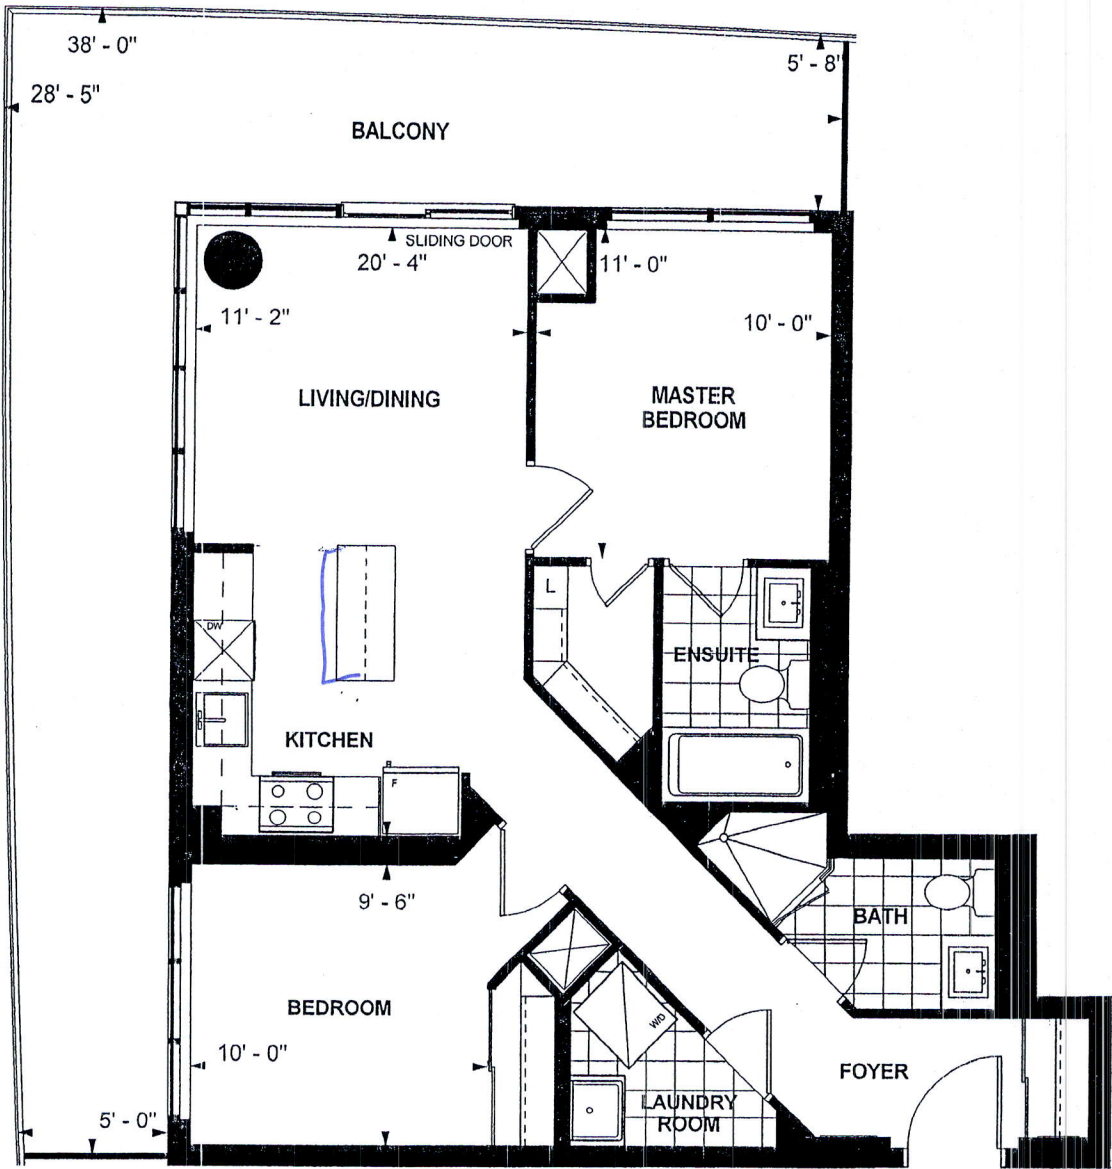 38' - 0"
5' - 8"
28' - 5"
BALCONY
SLIDING DOOR
20' - 4"
11' - 0"
11' - 2"
10' - 0"
LIVING/DINING
MASTER
BEDROOM
L
DW
ENSUITE
KITCHEN
F
9' - 6"
BATH
BEDROOM
W/D
10' - 0"
FOYER
LAUNDRY
ROOM
5' - 0"